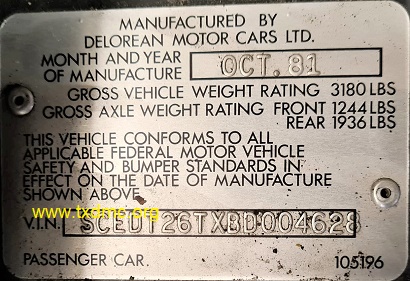 MANUFACTURED BY
DELOREAN MOTOR CARS LTD.
MONTH AND YEAR
OF MANUFACTURE OCT. 81
GROSS VEHICLE WEIGHT RATING 3180 LBS
GROSS AXLE WEIGHT RATING FRONT 1244 LBS
REAR 1936 LBS
THIS VEHICLE CONFORMS TO ALL
APPLICABLE FEDERAL MOTOR VEHICLE
SAFETY AND BUMPER STANDARDS IN
EFFECT ON THE DATE OF MANUFACTURE
SHOWN ABOVE
www.txdmc.org
V.I.N. SCEDT26TXBD004628
PASSENGER CAR. 105196